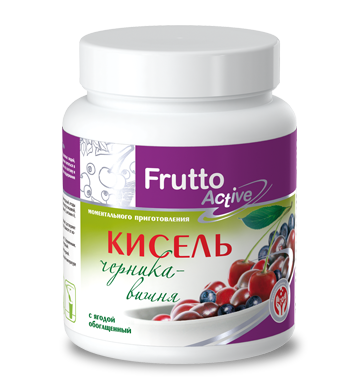 Frutto
Active
моментального приготовления
КИСЕЛЬ
черника-
вишня
с ягодой
обогащенный